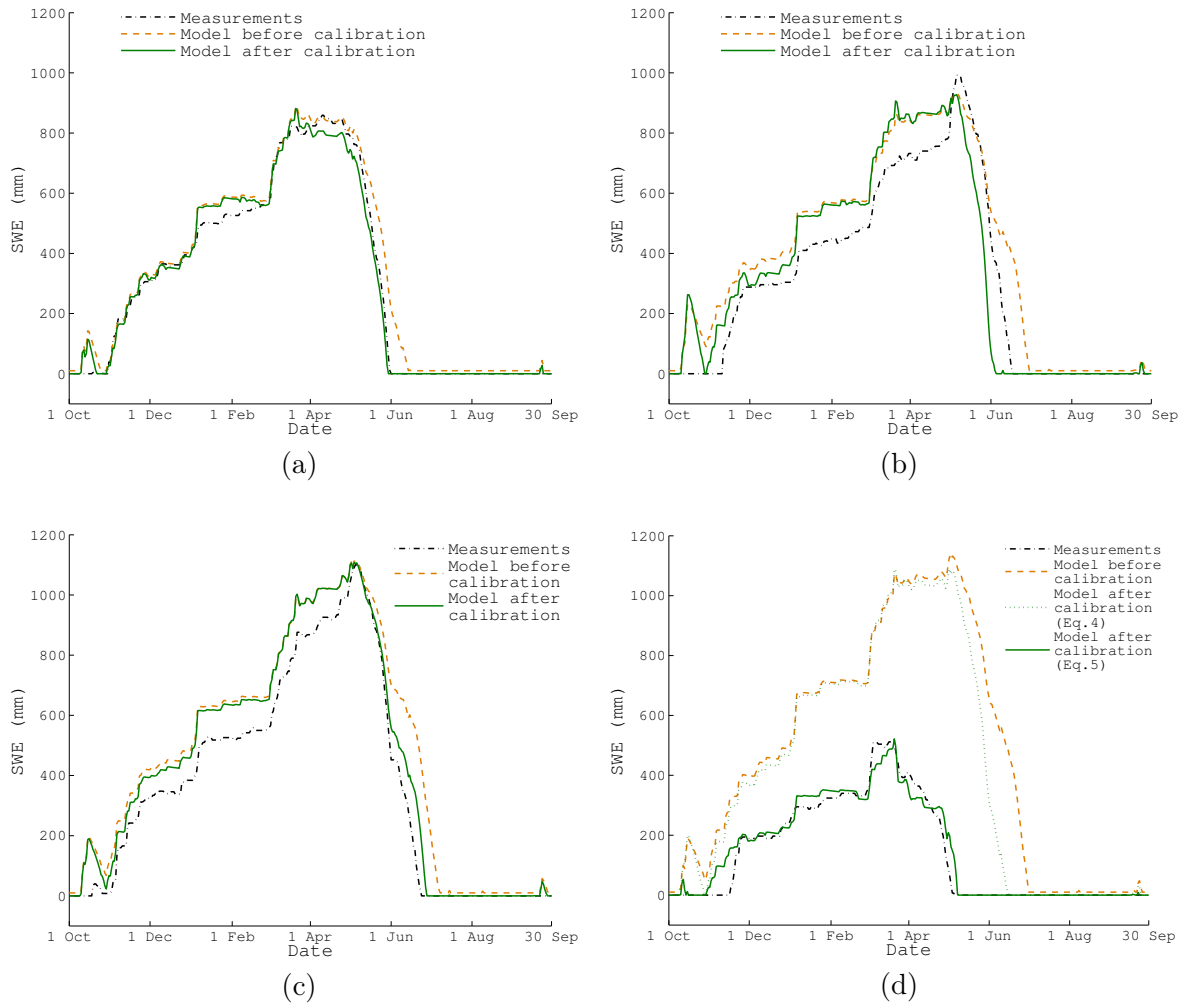 1200
1000
800
600
400
200
0
SWE (mm)
Measurements
Model before calibration
Model after calibration
1 Oct 1 Dec 1 Feb 1 Apr 1 Jun 1 Aug 30 Sep
Date
(a)
1200
1000
800
600
400
200
0
SWE (mm)
Measurements
Model before calibration
Model after calibration
1 Oct 1 Dec 1 Feb 1 Apr 1 Jun 1 Aug 30 Sep
Date
(b)
1200
1000
800
600
400
200
0
SWE (mm)
Measurements
Model before
calibration
Model after
calibration
1 Oct 1 Dec 1 Feb 1 Apr 1 Jun 1 Aug 30 Sep
Date
(c)
1200
1000
800
600
400
200
0
SWE (mm)
Measurements
Model before
calibration
Model after
calibration
(Eq.4)
Model after
calibration
(Eq.5)
1 Oct 1 Dec 1 Feb 1 Apr 1 Jun 1 Aug 30 Sep
Date
(d)